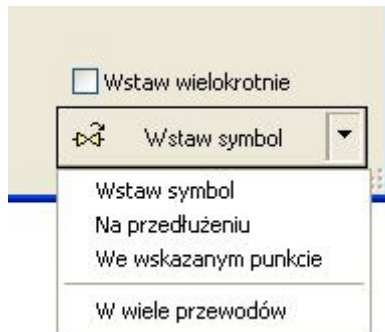 Wstaw wielokrotnie
Wstaw symbol
Wstaw symbol
Na przedłużeniu
We wskazanym punkcie
W wiele przewodów